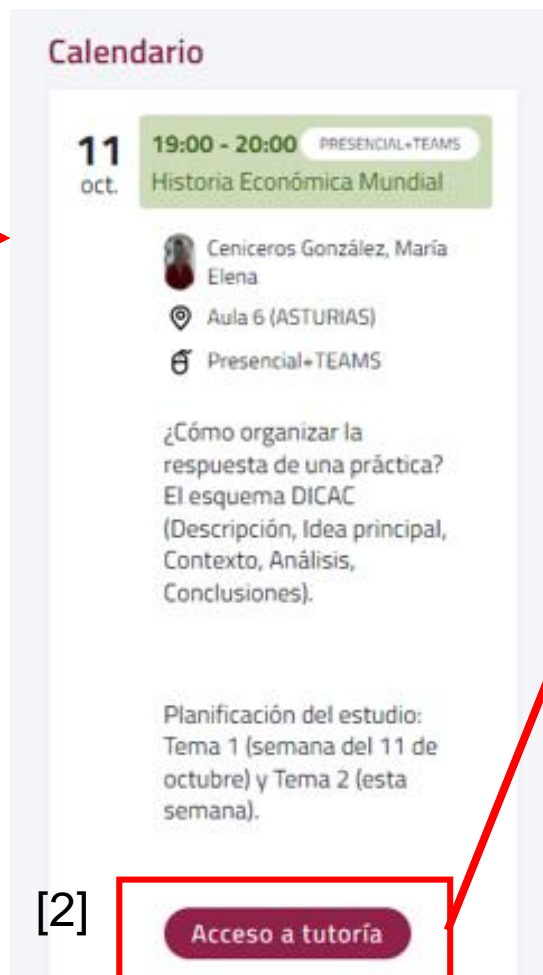 Calendario
11
oct.
19:00 - 20:00 PRESENCIAL+TEAMS
Historia Económica Mundial
Ceniceros González, María
Elena
Aula 6 (ASTURIAS)
Presencial+TEAMS
¿Cómo organizar la
respuesta de una práctica?
El esquema DICAC
(Descripción, Idea principal,
Contexto, Análisis,
Conclusiones).
Planificación del estudio:
Tema 1 (semana del 11 de
octubre) y Tema 2 (esta
semana).
[2]
Acceso a tutoría